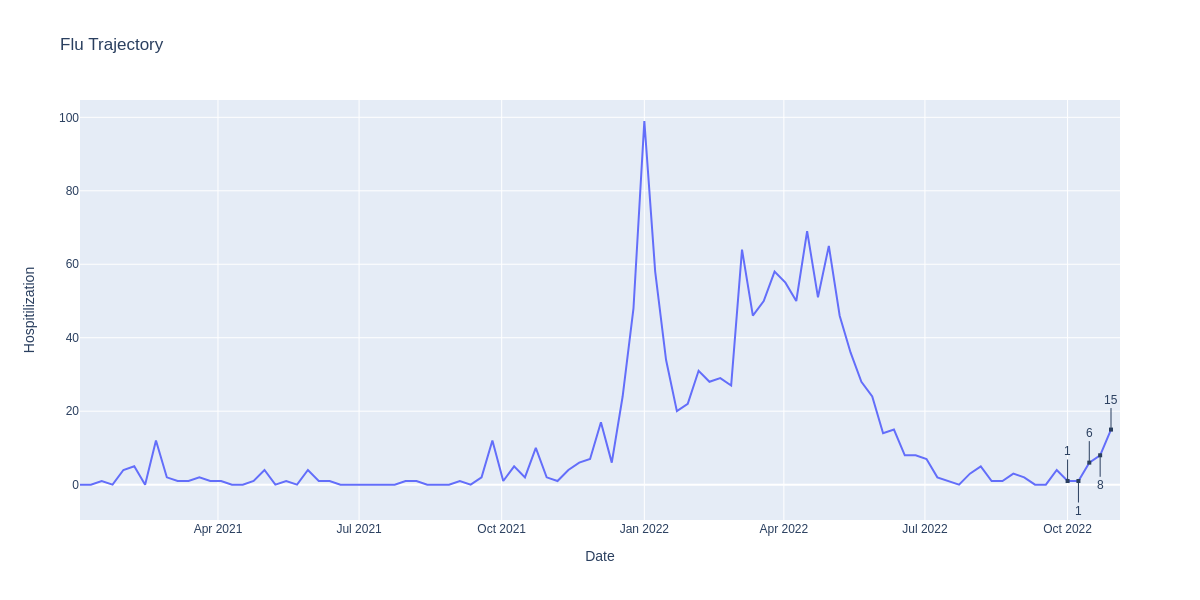 Flu Trajectory
100
80
60
40
20
0
Hospitilization
15
6
1
8
1
Apr 2021
Jul 2021
Oct 2021
Jan 2022
Apr 2022
Jul 2022
Oct 2022
Date